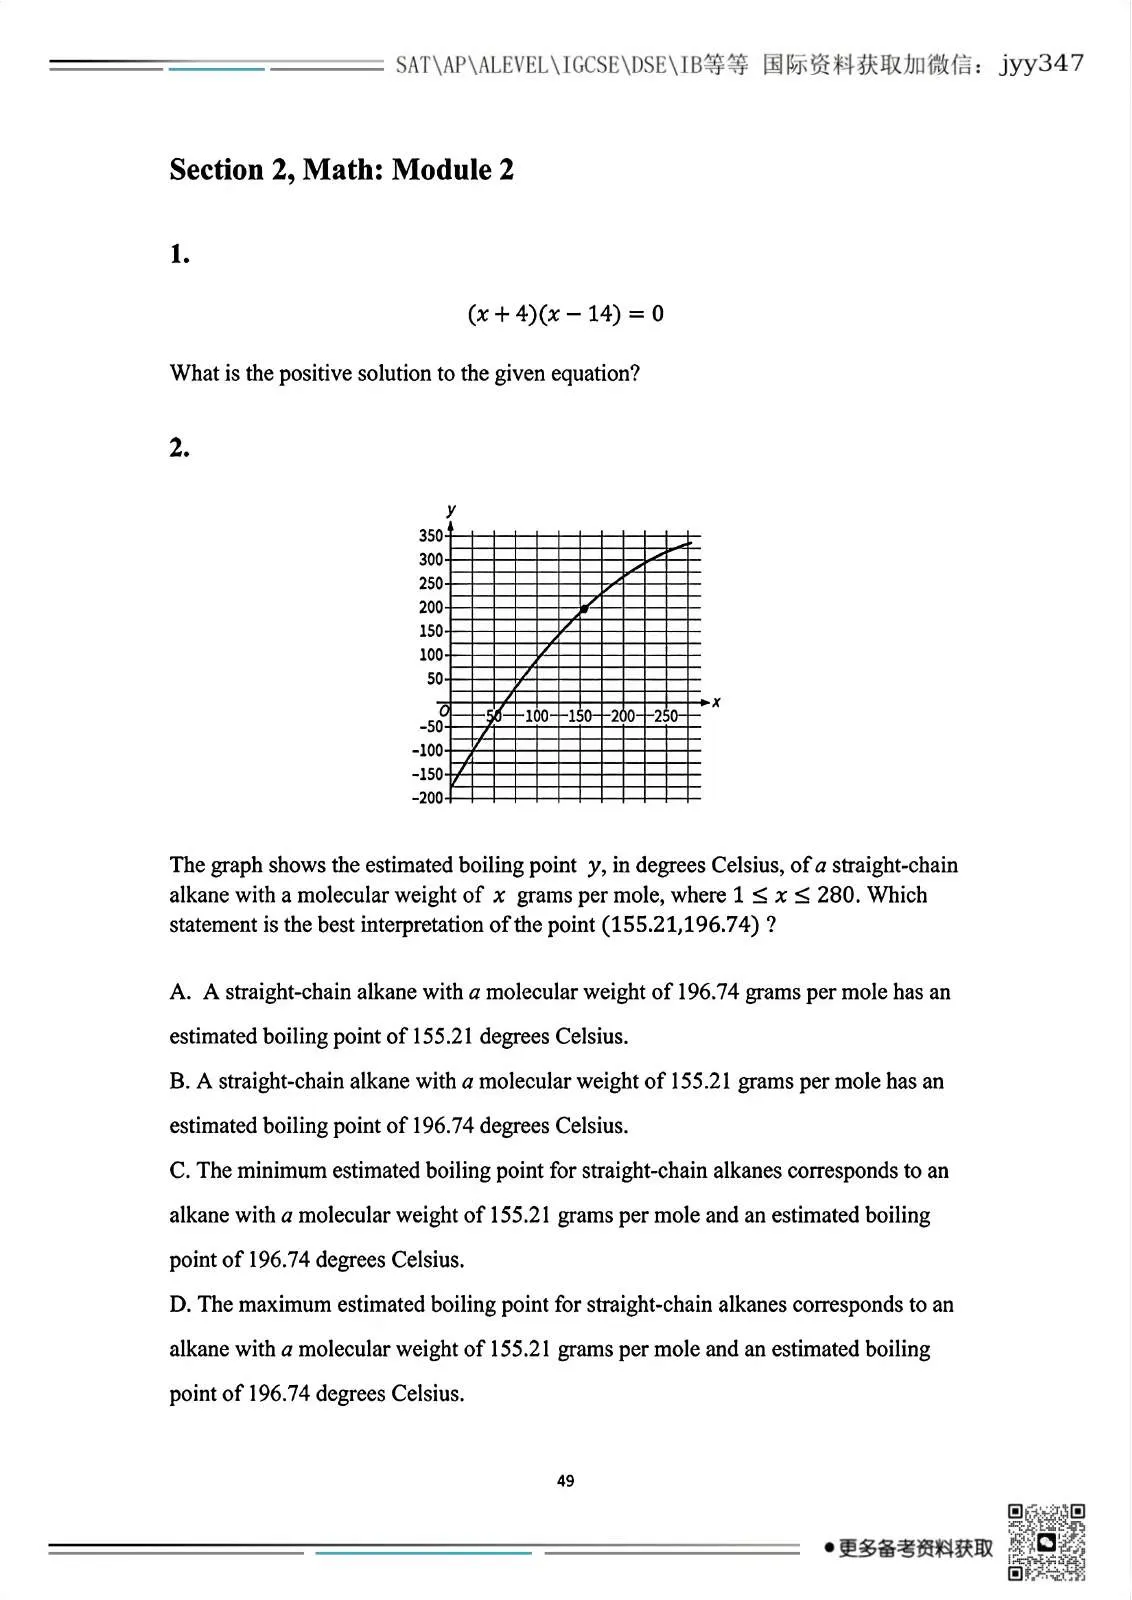 SAT\AP\ALEVEL\IGCSE\DSE\IB等等 国际资料获取加微信：jyy347
Section 2, Math: Module 2
1.
(x + 4)(x − 14) = 0
What is the positive solution to the given equation?
2.
y
350
300
250
200
150
100
50
O
50 100 150 200 250
x
-50
-100
-150
-200
The graph shows the estimated boiling point y, in degrees Celsius, of a straight-chain
alkane with a molecular weight of x grams per mole, where 1 ≤ x ≤ 280. Which
statement is the best interpretation of the point (155.21,196.74) ?
A. A straight-chain alkane with a molecular weight of 196.74 grams per mole has an
estimated boiling point of 155.21 degrees Celsius.
B. A straight-chain alkane with a molecular weight of 155.21 grams per mole has an
estimated boiling point of 196.74 degrees Celsius.
C. The minimum estimated boiling point for straight-chain alkanes corresponds to an
alkane with a molecular weight of 155.21 grams per mole and an estimated boiling
point of 196.74 degrees Celsius.
D. The maximum estimated boiling point for straight-chain alkanes corresponds to an
alkane with a molecular weight of 155.21 grams per mole and an estimated boiling
point of 196.74 degrees Celsius.
49
●更多备考资料获取